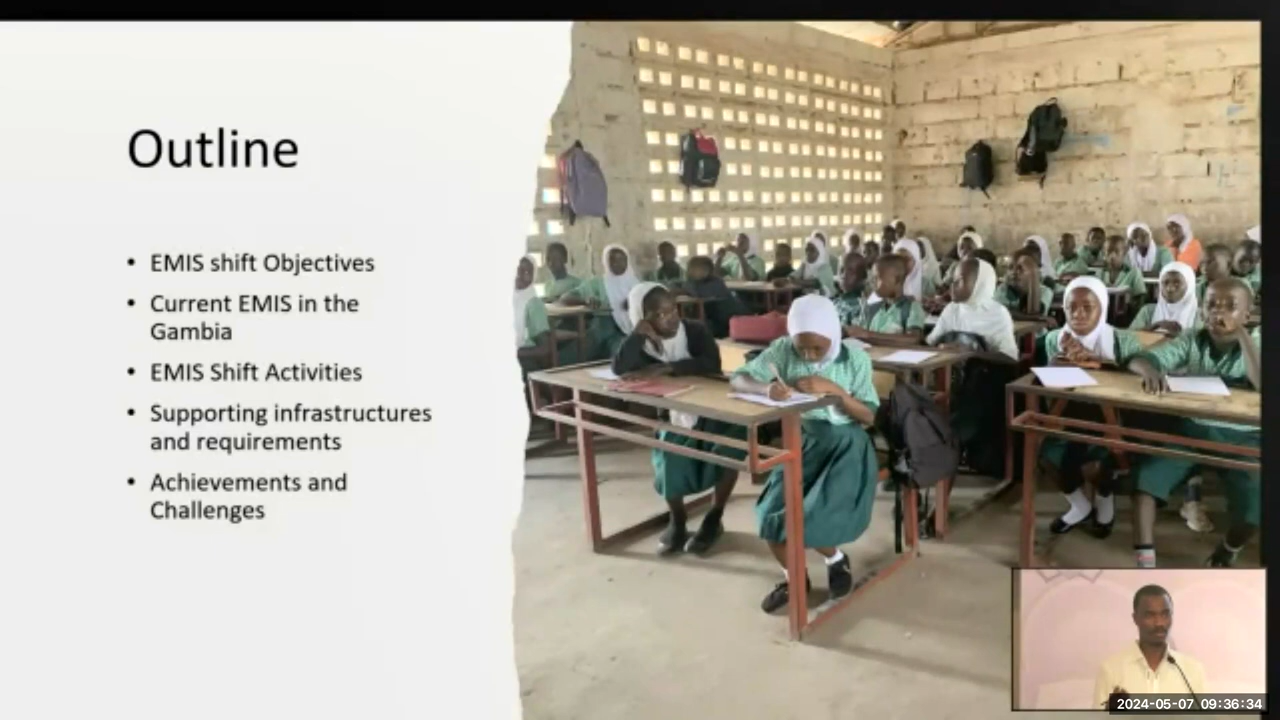 Outline
• EMIS shift Objectives
• Current EMIS in the
Gambia
• EMIS Shift Activities
• Supporting infrastructures
and requirements
• Achievements and
Challenges
2024-05-07 09:36:34